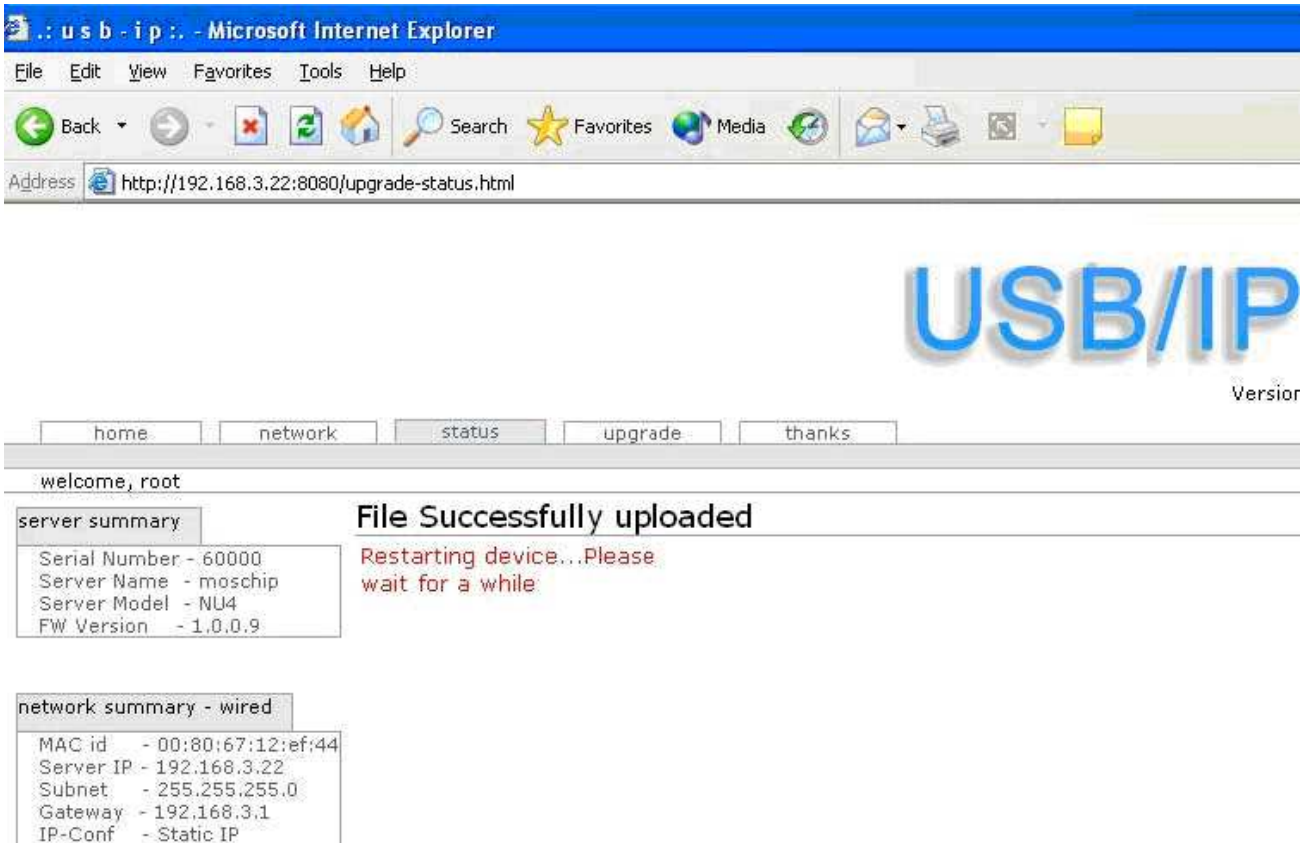 .: u s b - i p :. - Microsoft Internet Explorer
File Edit View Favorites Tools Help
Back Search Favorites Media
Address http://192.168.3.22:8080/upgrade-status.html
USB/IP
Version
home network status upgrade thanks
welcome, root
server summary
Serial Number - 60000
Server Name - moschip
Server Model - NU4
FW Version - 1.0.0.9
File Successfully uploaded
Restarting device...Please
wait for a while
network summary - wired
MAC id - 00:80:67:12:ef:44
Server IP - 192.168.3.22
Subnet - 255.255.255.0
Gateway - 192.168.3.1
IP-Conf - Static IP